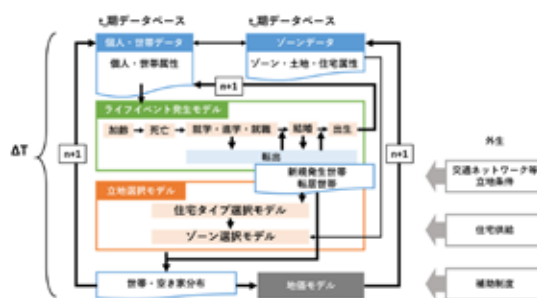 t_期データベース
t_期データベース
個人・世帯データ
ゾーンデータ
個人・世帯属性
ゾーン・土地・住宅属性
n+1
ライフイベント発生モデル
加齢
死亡
就学・進学・就職
結婚
出生
転出
ΔT
n+1
n+1
外生
新規発生世帯
転居世帯
交通ネットワーク等
立地条件
立地選択モデル
住宅タイプ選択モデル
ゾーン選択モデル
住宅供給
世帯・空き家分布
地価モデル
補助制度